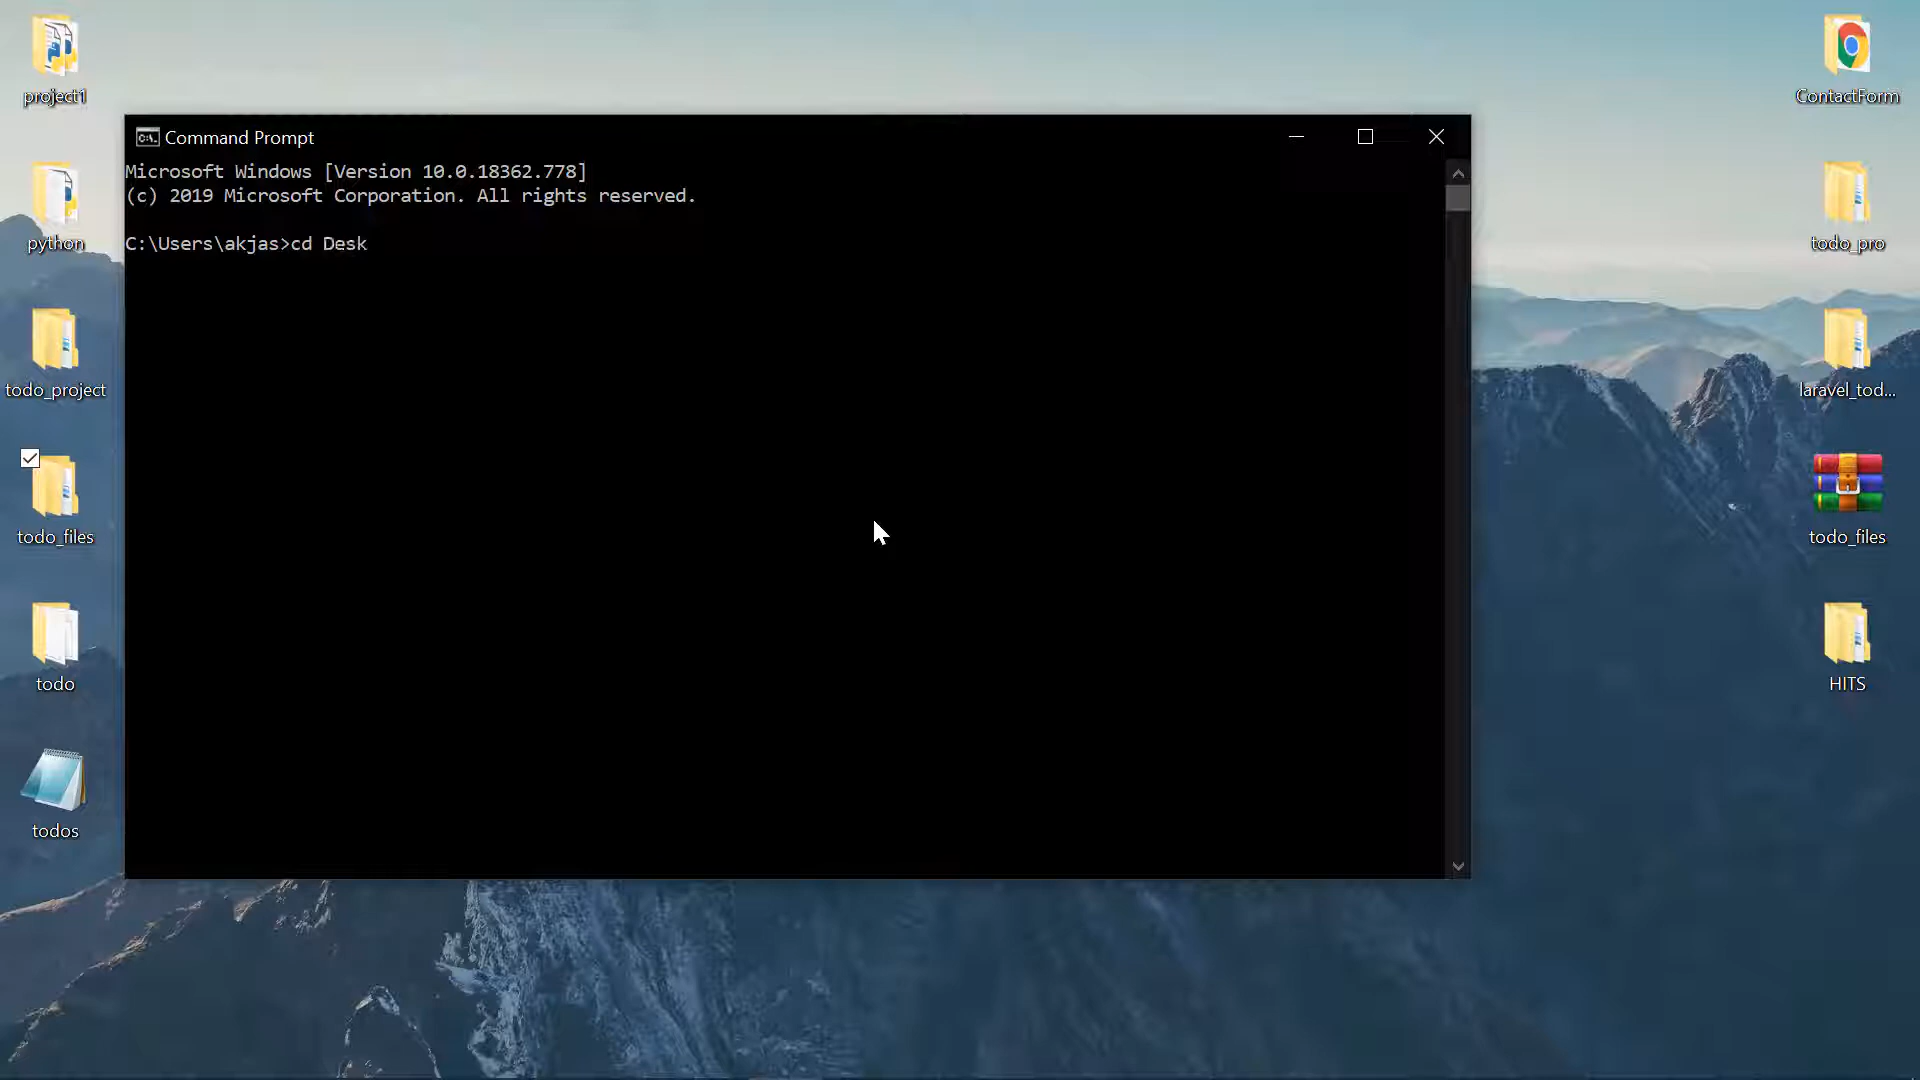 project1
python
todo_project
todo_files
todo
todos
Command Prompt
Microsoft Windows [Version 10.0.18362.778]
(c) 2019 Microsoft Corporation. All rights reserved.
C:\Users\akjas>cd Desk
ContactForm
todo_pro
laravel_tod...
todo_files
HITS